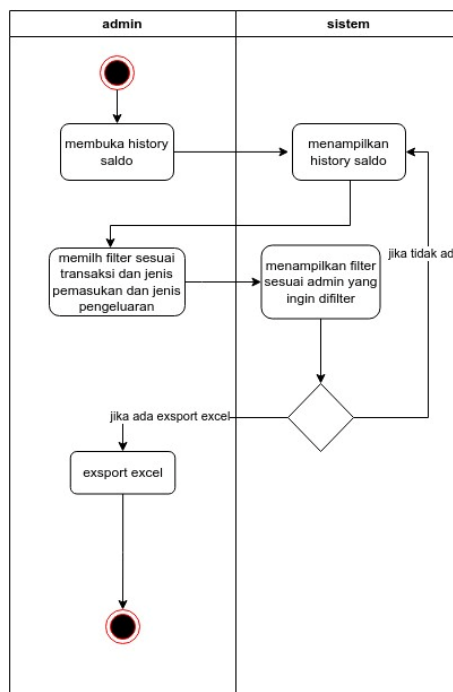 admin
sistem
membuka history
saldo
menampilkan
history saldo
memilh filter sesuai
transaksi dan jenis
pemasukan dan jenis
pengeluaran
menampilkan filter
sesuai admin yang
ingin difilter
jika tidak ad
jika ada exsport excel
exsport excel